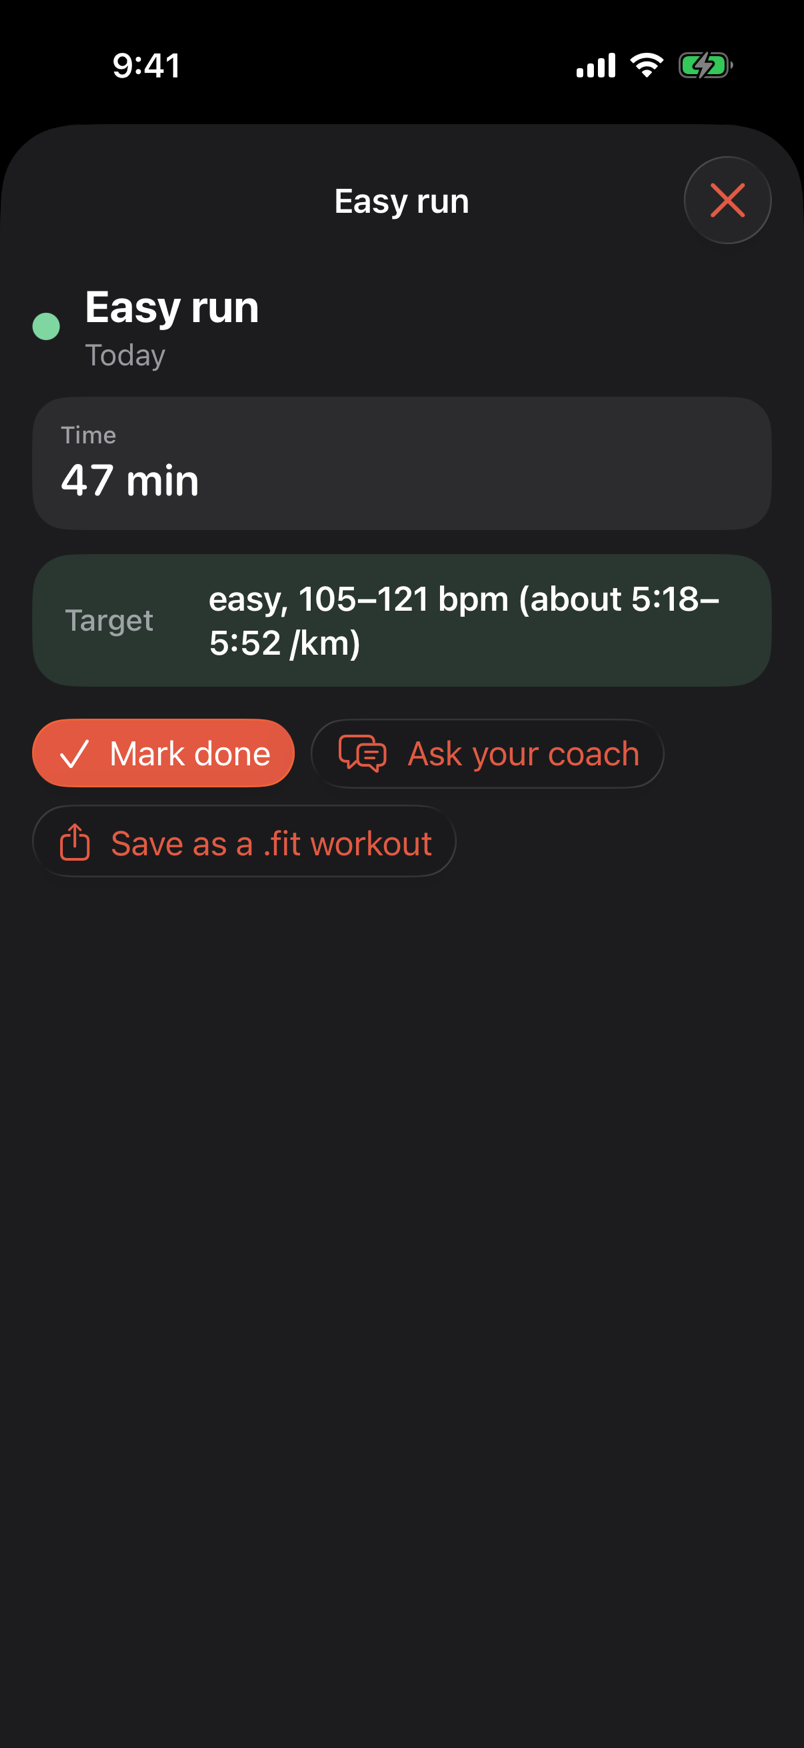 9:41
Easy run
Easy run
Today
Time
47 min
Target
easy, 105–121 bpm (about 5:18–
5:52 /km)
Mark done
Ask your coach
Save as a .fit workout